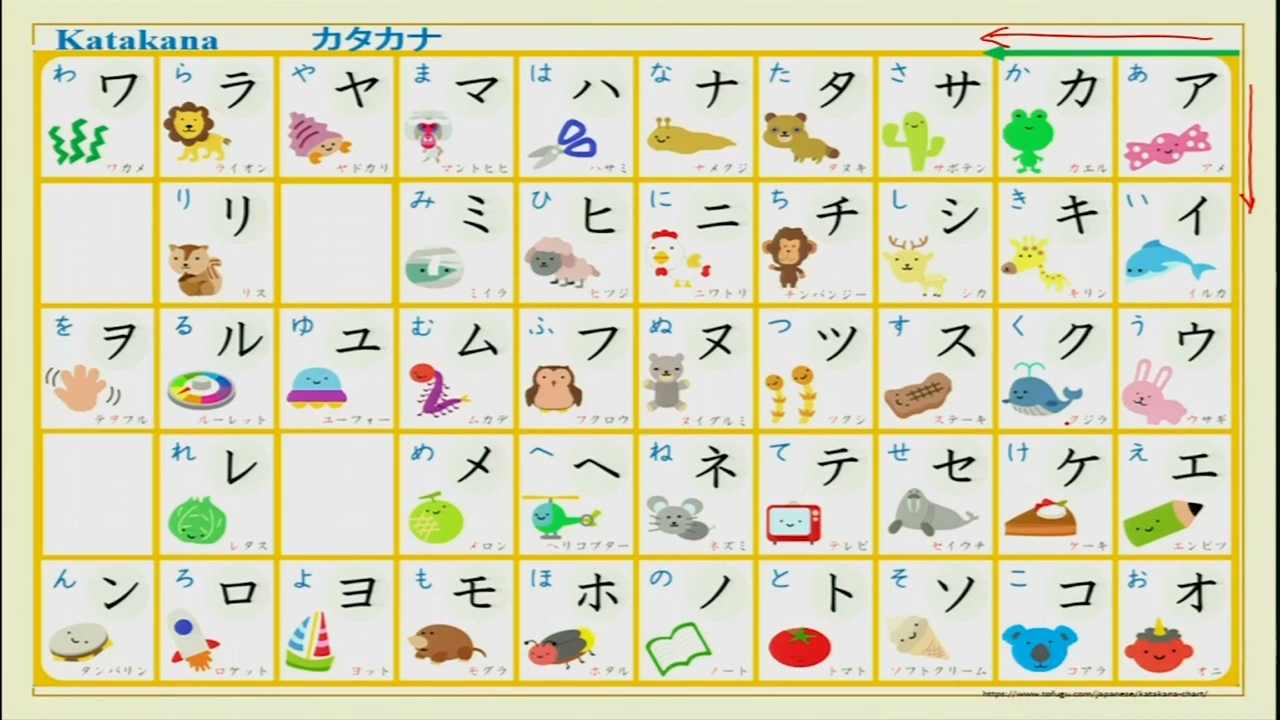 Katakana カタカナ
わ ワ ら ラ や ヤ ま マ は ハ な ナ た タ さ サ か カ あ ア
ワカメ ライオン ヤドカリ マントヒヒ ハサミ ナメクジ タヌキ サボテン カエル アメ
り リ み ミ ひ ヒ に ニ ち チ し シ き キ い イ
リス ミイラ ヒツジ ニワトリ チンパンジー シカ キリン イルカ
を ヲ る ル ゆ ユ む ム ふ フ ぬ ヌ つ ツ す ス く ク う ウ
テヲフル ルーレット ユーフォー ムカデ フクロウ ヌイグルミ ツクシ ステーキ クジラ ウサギ
れ レ め メ へ ヘ ね ネ て テ せ セ け ケ え エ
レタス メロン ヘリコプター ネズミ テレビ セイウチ ケーキ エンピツ
ん ン ろ ロ よ ヨ も モ ほ ホ の ノ と ト そ ソ こ コ お オ
タンバリン ロケット ヨット モグラ ホタル ノート トマト ソフトクリーム コアラ オニ
https://www.tofugu.com/japanese/katakana-chart/